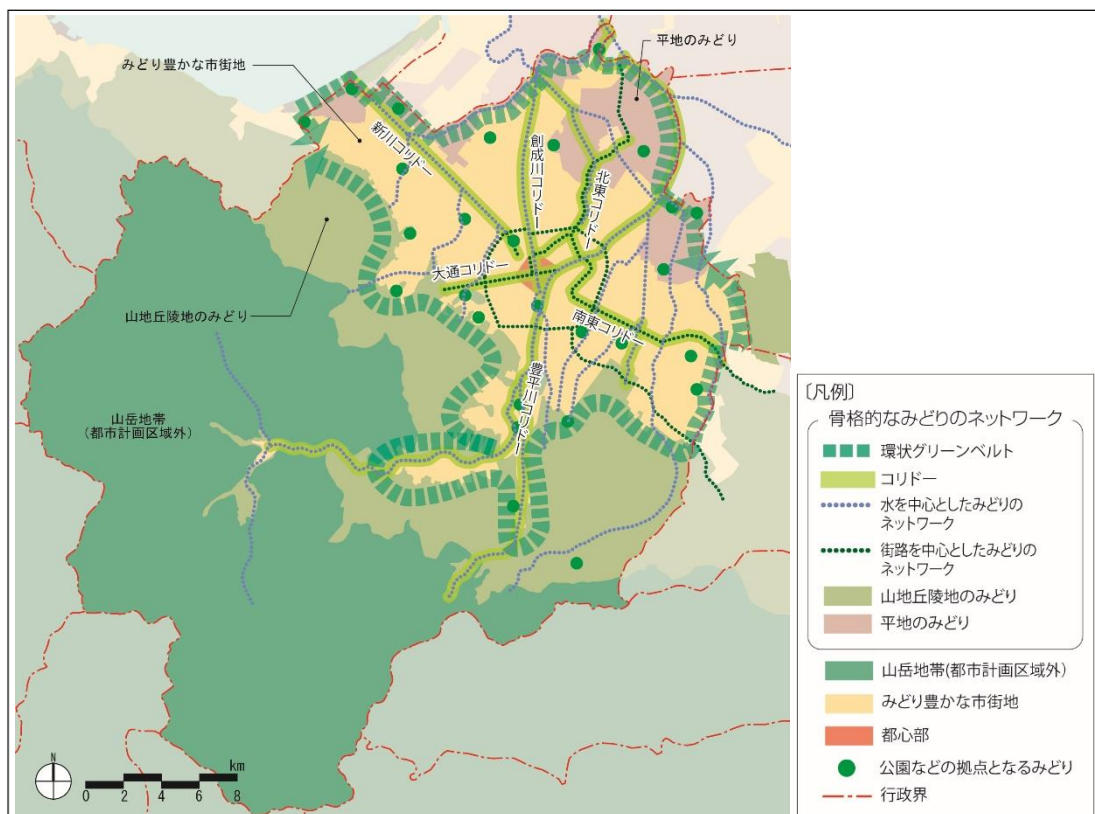 平地のみどり
みどり豊かな市街地
新川コリドー
創成川コリドー
北東コリドー
大通コリドー
山地丘陵地のみどり
南東コリドー
豊平川コリドー
山岳地帯
(都市計画区域外)
N
km
0 2 4 6 8
〔凡例〕
骨格的なみどりのネットワーク
環状グリーンベルト
コリドー
水を中心としたみどりの
ネットワーク
街路を中心としたみどりの
ネットワーク
山地丘陵地のみどり
平地のみどり
山岳地帯(都市計画区域外)
みどり豊かな市街地
都心部
公園などの拠点となるみどり
行政界